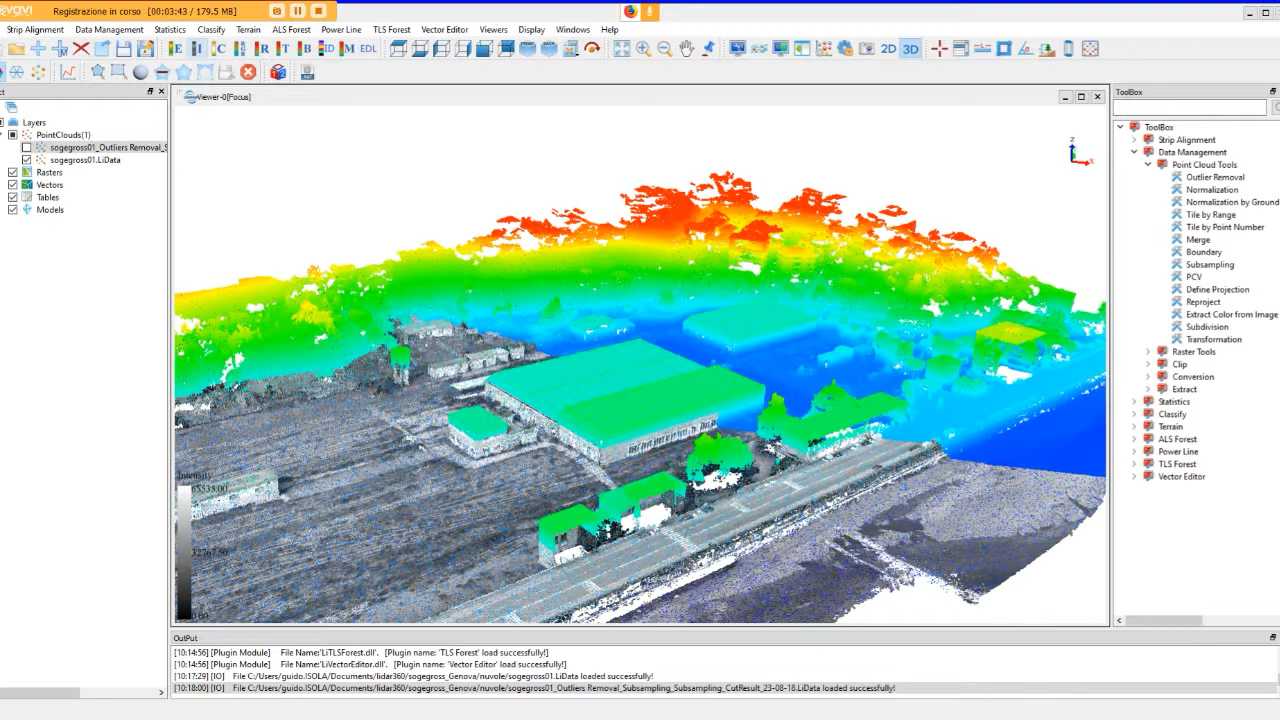 Registrazione in corso [00:03:43 / 179.5 MB]
Strip Alignment Data Management Statistics Classify Terrain ALS Forest Power Line TLS Forest Vector Editor Viewers Display Windows Help
E I C R T B ID M EDL 2D 3D
Viewer-0[Focus]
ToolBox
Layers
PointClouds(1)
sogegross01_Outliers Removal_S
sogegross01.LiData
Rasters
Vectors
Tables
Models
Z
X
Intensity
65535.00
32767.50
ToolBox
Strip Alignment
Data Management
Point Cloud Tools
Outlier Removal
Normalization
Normalization by Ground
Tile by Range
Tile by Point Number
Merge
Boundary
Subsampling
PCV
Define Projection
Reproject
Extract Color from Image
Subdivision
Transformation
Raster Tools
Clip
Conversion
Extract
Statistics
Classify
Terrain
ALS Forest
Power Line
TLS Forest
Vector Editor
OutPut
[10:14:56] [Plugin Module] File Name:'LiTLSForest.dll'. [Plugin name: 'TLS Forest' load successfully!]
[10:14:56] [Plugin Module] File Name:'LiVectorEditor.dll'. [Plugin name: 'Vector Editor' load successfully!]
[10:17:29] [IO] File C:/Users/guido.ISOLA/Documents/lidar360/sogegross_Genova/nuvole/sogegross01.LiData loaded successfully!
[10:18:00] [IO] File C:/Users/guido.ISOLA/Documents/lidar360/sogegross_Genova/nuvole/sogegross01_Outliers Removal_Subsampling_Subsampling_CutResult_23-08-18.LiData loaded successfully!